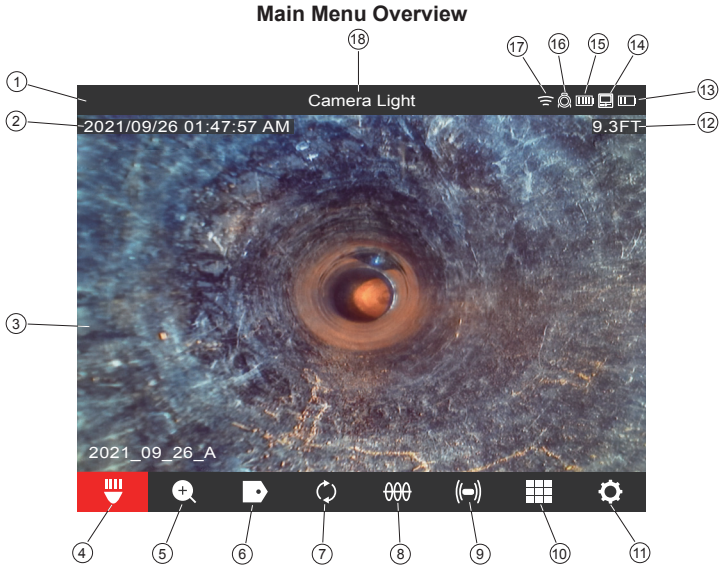 Main Menu Overview
18
17 16 15 14
1 Camera Light 13
2 2021/09/26 01:47:57 AM 9.3FT 12
3
2021_09_26_A
4 5 6 7 8 9 10 11